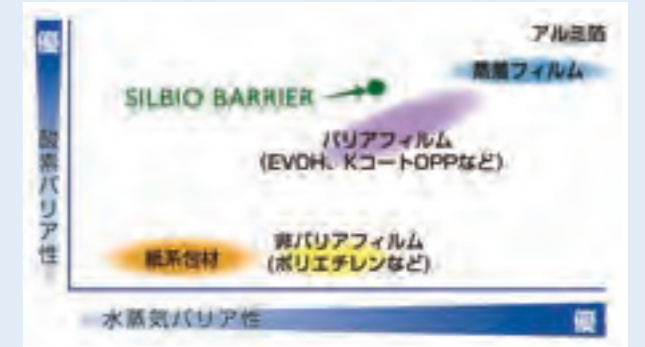 優
酸素バリア性
アルミ箔
蒸着フィルム
SILBIO BARRIER
バリアフィルム
(EVOH、KコートOPPなど)
紙系包材
非バリアフィルム
(ポリエチレンなど)
水蒸気バリア性
優